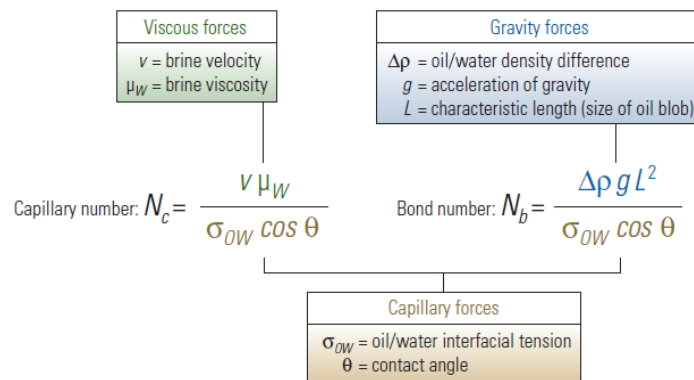 Viscous forces
v = brine velocity
μW = brine viscosity
Gravity forces
Δρ = oil/water density difference
g = acceleration of gravity
L = characteristic length (size of oil blob)
Capillary number: Nc = v μW / σOW cos θ
Bond number: Nb = Δρ g L² / σOW cos θ
Capillary forces
σOW = oil/water interfacial tension
θ = contact angle